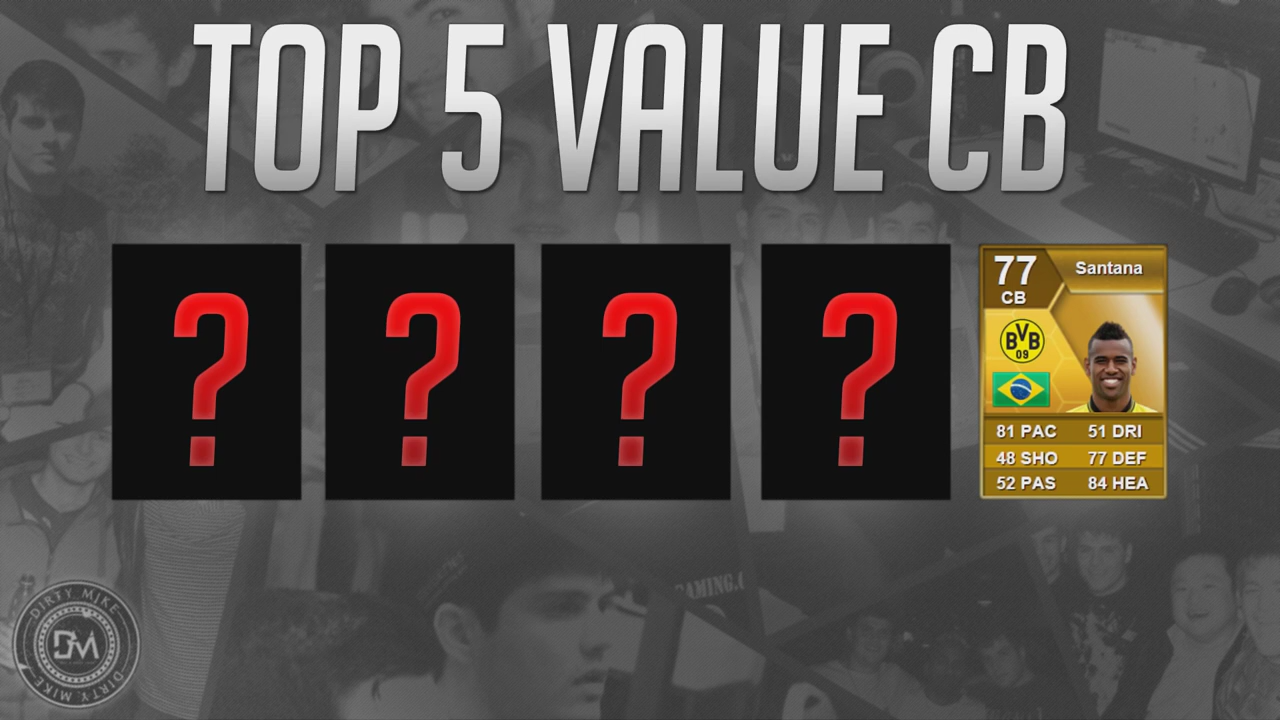 TOP 5 VALUE CB
? ? ? ?
77
CB
Santana
BVB
09
81 PAC 51 DRI
48 SHO 77 DEF
52 PAS 84 HEA
DIRTY MIKE
DM
DIRTY MIKE